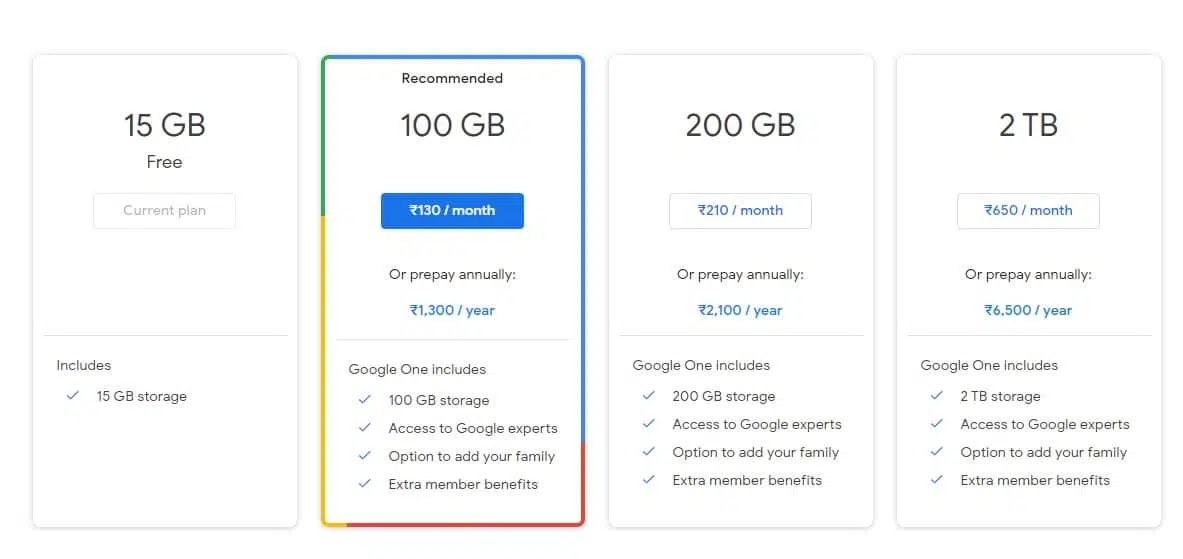 15 GB
Free
Current plan
Includes
15 GB storage
Recommended
100 GB
₹130 / month
Or prepay annually:
₹1,300 / year
Google One includes
100 GB storage
Access to Google experts
Option to add your family
Extra member benefits
200 GB
₹210 / month
Or prepay annually:
₹2,100 / year
Google One includes
200 GB storage
Access to Google experts
Option to add your family
Extra member benefits
2 TB
₹650 / month
Or prepay annually:
₹6,500 / year
Google One includes
2 TB storage
Access to Google experts
Option to add your family
Extra member benefits